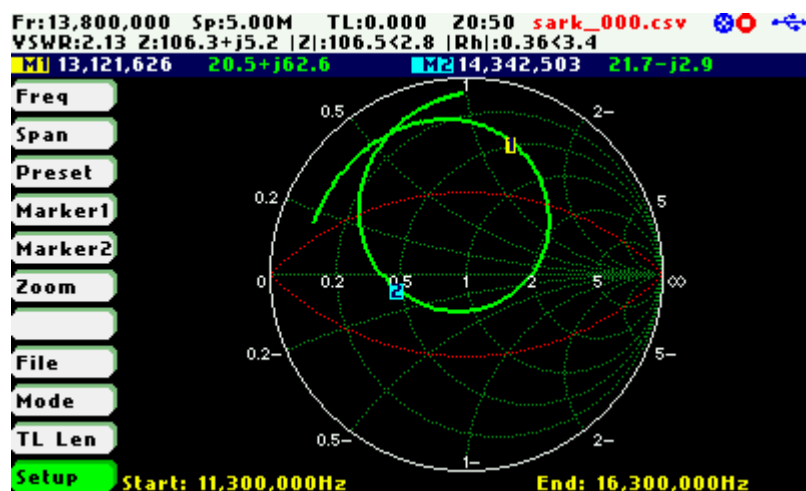 Fr:13,800,000 Sp:5.00M TL:0.000 Z0:50 sark_000.csv
VSWR:2.13 Z:106.3+j5.2 |Z|:106.5<2.8 |Rh|:0.36<3.4
M1 13,121,626 20.5+j62.6 M2 14,342,503 21.7-j2.9
Freq
Span
Preset
Marker1
Marker2
Zoom
File
Mode
TL Len
Setup
1
0.5
2
1
0.2
5
0 0.2 0.5 1 2 5 ∞
2
0.2
5
0.5
2
1
Start: 11,300,000Hz End: 16,300,000Hz